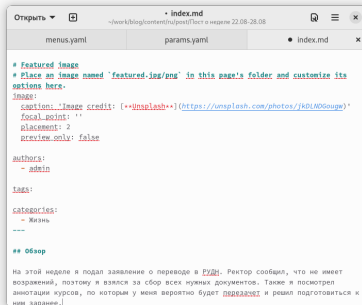 Открыть
• index.md
~/work/blog/content/ru/post/Пост о неделе 22.08-28.08
menus.yaml
params.yaml
● index.md
# Featured image
# Place an image named `featured.jpg/png` in this page's folder and customize its
options here.
image:
caption: 'Image credit: [**Unsplash**](https://unsplash.com/photos/jkDLNDGougw)'
focal_point: ''
placement: 2
preview_only: false
authors:
- admin
tags:
categories:
- Жизнь
---
## Обзор
На этой неделе я подал заявление о переводе в РУДН. Ректор сообщил, что не имеет
возражений, поэтому я взялся за сбор всех нужных документов. Также я посмотрел
аннотации курсов, по которым у меня вероятно будет перезачет и решил подготовиться к
ним заранее.